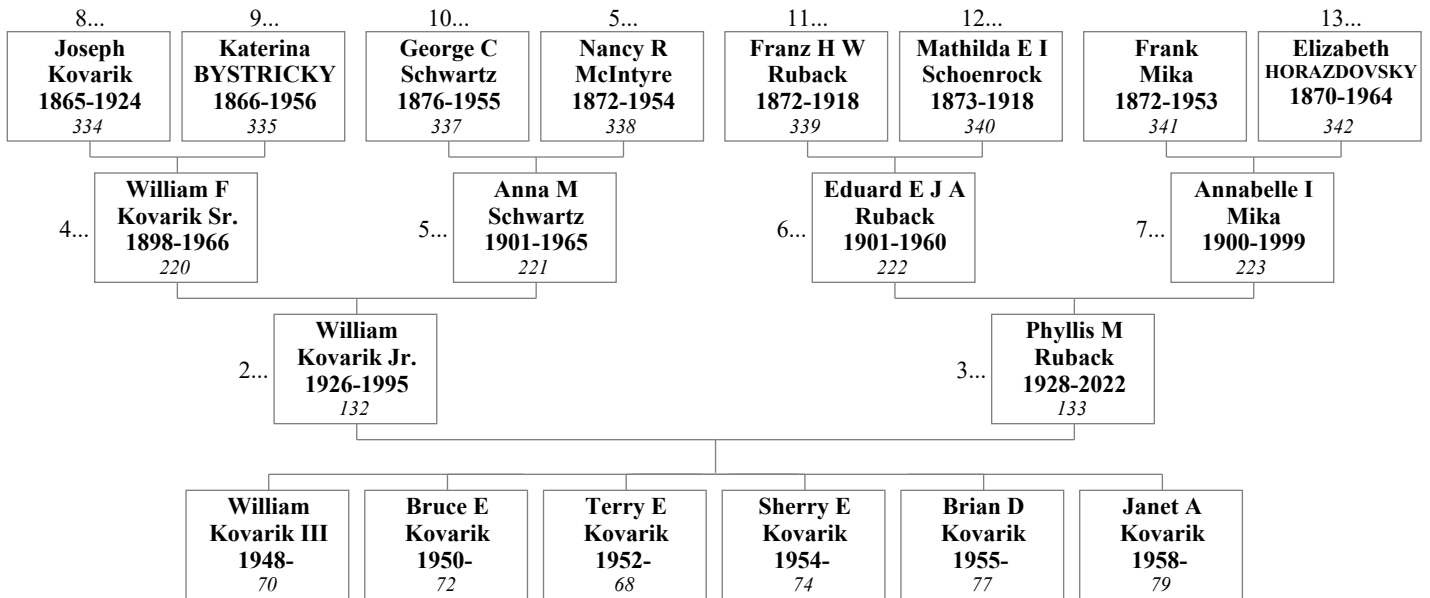 8...
Joseph
Kovarik
1865-1924
334
9...
Katerina
BYSTRICKY
1866-1956
335
10...
George C
Schwartz
1876-1955
337
5...
Nancy R
McIntyre
1872-1954
338
11...
Franz H W
Ruback
1872-1918
339
12...
Mathilda E I
Schoenrock
1873-1918
340
Frank
Mika
1872-1953
341
13...
Elizabeth
HORAZDOVSKY
1870-1964
342
4...
William F
Kovarik Sr.
1898-1966
220
5...
Anna M
Schwartz
1901-1965
221
6...
Eduard E J A
Ruback
1901-1960
222
7...
Annabelle I
Mika
1900-1999
223
2...
William
Kovarik Jr.
1926-1995
132
3...
Phyllis M
Ruback
1928-2022
133
William
Kovarik III
1948-
70
Bruce E
Kovarik
1950-
72
Terry E
Kovarik
1952-
68
Sherry E
Kovarik
1954-
74
Brian D
Kovarik
1955-
77
Janet A
Kovarik
1958-
79